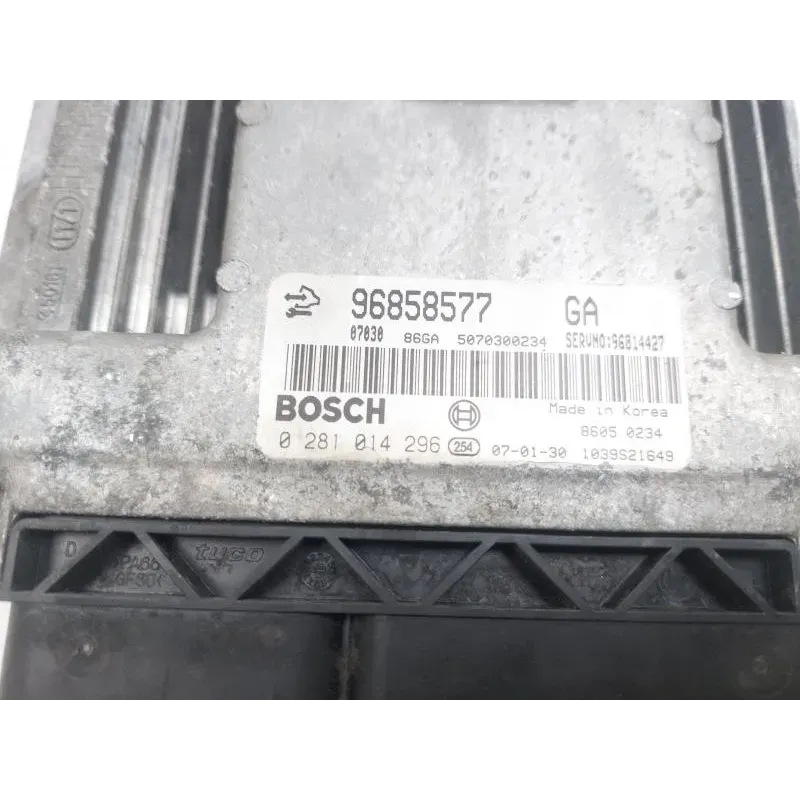 96858577 GA
07030 86GA 5070300234 SERVNO:96814427
BOSCH
Made in Korea
8605 0234
0 281 014 296 254 07-01-30 1039S21649
D
tyco